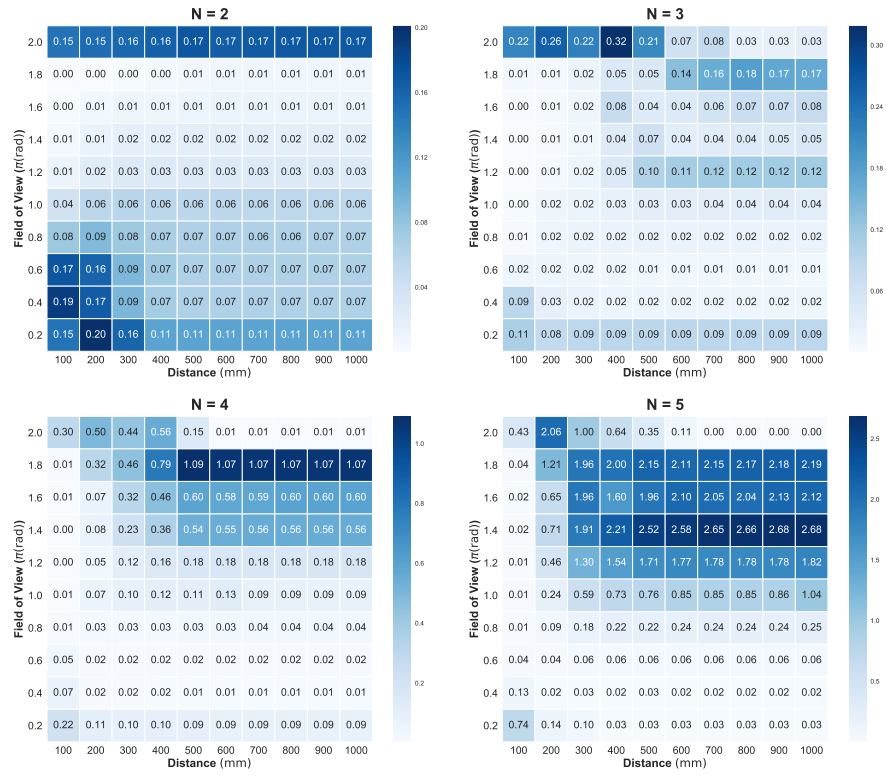 N = 2
2.0 0.15 0.15 0.16 0.16 0.17 0.17 0.17 0.17 0.17 0.17
1.8 0.00 0.00 0.00 0.00 0.00 0.00 0.00 0.00 0.00 0.00
1.6 0.00 0.01 0.01 0.01 0.01 0.01 0.01 0.01 0.01 0.01
1.4 0.01 0.01 0.02 0.02 0.02 0.02 0.02 0.02 0.02 0.02
1.2 0.01 0.02 0.03 0.03 0.03 0.03 0.03 0.03 0.03 0.03
1.0 0.04 0.06 0.06 0.06 0.06 0.06 0.06 0.06 0.06 0.06
0.8 0.08 0.09 0.08 0.07 0.07 0.07 0.06 0.06 0.07 0.07
0.6 0.17 0.16 0.09 0.07 0.07 0.07 0.07 0.07 0.07 0.07
0.4 0.19 0.17 0.09 0.07 0.07 0.07 0.07 0.07 0.07 0.07
0.2 0.15 0.20 0.16 0.11 0.11 0.11 0.11 0.11 0.11 0.11
100 200 300 400 500 600 700 800 900 1000
Distance (mm)
Field of View (π(rad))
0.20
0.16
0.12
0.08
0.04
N = 3
2.0 0.22 0.26 0.22 0.32 0.21 0.07 0.08 0.03 0.03 0.03
1.8 0.01 0.01 0.02 0.05 0.05 0.14 0.16 0.18 0.17 0.17
1.6 0.00 0.01 0.02 0.08 0.04 0.04 0.06 0.07 0.07 0.08
1.4 0.00 0.00 0.01 0.04 0.07 0.04 0.04 0.04 0.05 0.05
1.2 0.00 0.01 0.02 0.05 0.10 0.11 0.12 0.12 0.12 0.12
1.0 0.00 0.02 0.02 0.03 0.03 0.03 0.04 0.04 0.04 0.04
0.8 0.01 0.02 0.02 0.02 0.02 0.02 0.02 0.02 0.02 0.02
0.6 0.02 0.02 0.02 0.02 0.01 0.01 0.01 0.01 0.01 0.01
0.4 0.09 0.03 0.02 0.02 0.02 0.02 0.02 0.02 0.02 0.02
0.2 0.11 0.08 0.09 0.09 0.09 0.09 0.09 0.09 0.09 0.09
100 200 300 400 500 600 700 800 900 1000
Distance (mm)
Field of View (π(rad))
0.30
0.24
0.18
0.12
0.06
N = 4
2.0 0.30 0.50 0.44 0.56 0.15 0.01 0.01 0.01 0.01 0.01
1.8 0.01 0.32 0.46 0.79 1.09 1.07 1.07 1.07 1.07 1.07
1.6 0.01 0.07 0.32 0.46 0.60 0.58 0.59 0.60 0.60 0.60
1.4 0.00 0.08 0.23 0.36 0.54 0.55 0.56 0.56 0.56 0.56
1.2 0.00 0.05 0.12 0.16 0.18 0.18 0.18 0.18 0.18 0.18
1.0 0.01 0.07 0.10 0.12 0.11 0.13 0.09 0.09 0.09 0.09
0.8 0.01 0.03 0.03 0.03 0.03 0.03 0.04 0.04 0.04 0.04
0.6 0.05 0.02 0.02 0.02 0.02 0.02 0.02 0.02 0.02 0.02
0.4 0.07 0.02 0.02 0.02 0.01 0.01 0.01 0.01 0.01 0.01
0.2 0.22 0.11 0.10 0.10 0.09 0.09 0.09 0.09 0.09 0.09
100 200 300 400 500 600 700 800 900 1000
Distance (mm)
Field of View (π(rad))
1.0
0.8
0.6
0.4
0.2
N = 5
2.0 0.43 2.06 1.00 0.64 0.35 0.11 0.00 0.00 0.00 0.00
1.8 0.04 1.21 1.96 2.00 2.15 2.11 2.15 2.17 2.18 2.19
1.6 0.02 0.65 1.96 1.60 1.96 2.10 2.05 2.04 2.13 2.12
1.4 0.02 0.71 1.91 2.21 2.52 2.58 2.65 2.66 2.68 2.68
1.2 0.01 0.46 1.30 1.54 1.71 1.77 1.78 1.78 1.78 1.82
1.0 0.01 0.24 0.59 0.73 0.76 0.85 0.85 0.85 0.86 1.04
0.8 0.01 0.09 0.18 0.22 0.22 0.24 0.24 0.24 0.24 0.25
0.6 0.04 0.04 0.06 0.06 0.06 0.06 0.06 0.06 0.06 0.06
0.4 0.13 0.02 0.03 0.02 0.03 0.02 0.02 0.02 0.02 0.02
0.2 0.74 0.14 0.10 0.03 0.03 0.03 0.03 0.03 0.03 0.03
100 200 300 400 500 600 700 800 900 1000
Distance (mm)
Field of View (π(rad))
2.5
2.0
1.5
1.0
0.5